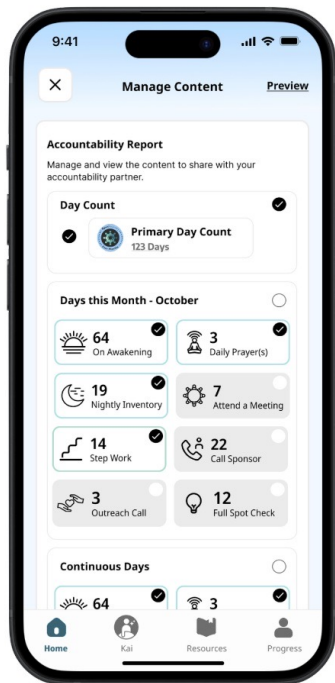 9:41
Manage Content
Preview
Accountability Report
Manage and view the content to share with your
accountability partner.
Day Count
Primary Day Count
123 Days
Days this Month - October
64
On Awakening
3
Daily Prayer(s)
19
Nightly Inventory
7
Attend a Meeting
14
Step Work
22
Call Sponsor
3
Outreach Call
12
Full Spot Check
Continuous Days
64
3
Home
Kai
Resources
Progress